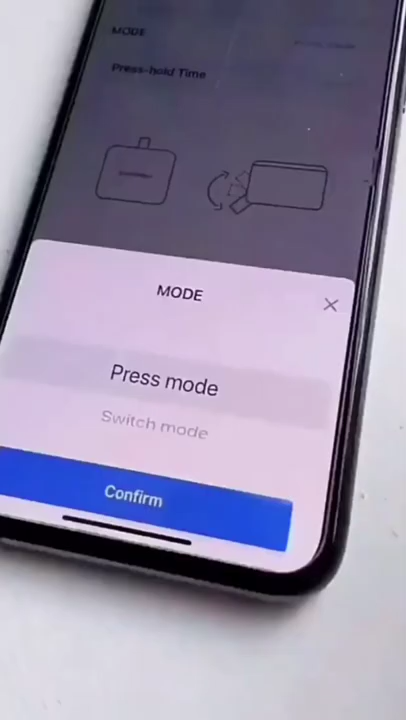 MODE
Press-hold Time
MODE
Press mode
Switch mode
Confirm